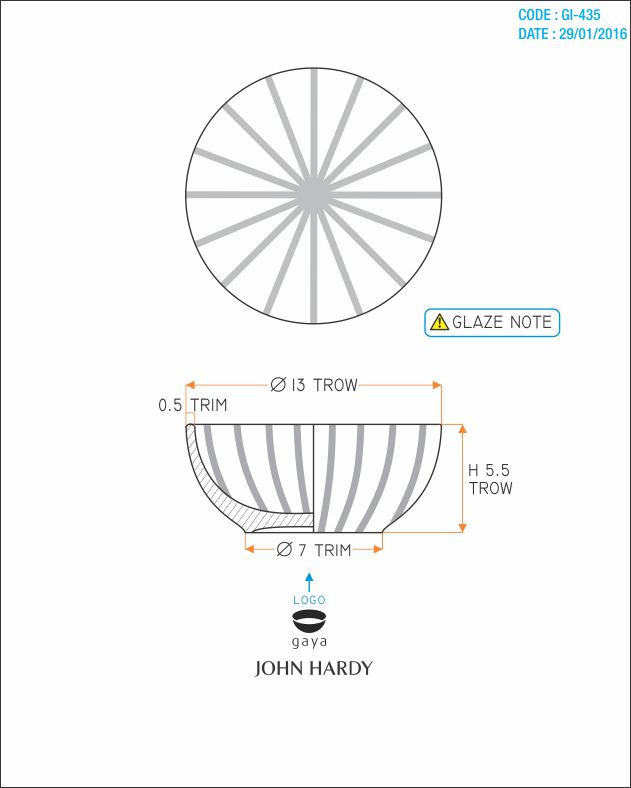 CODE : GI-435
DATE : 29/01/2016
GLAZE NOTE
Ø 13 TROW
0.5 TRIM
H 5.5
TROW
Ø 7 TRIM
LOGO
gaya
JOHN HARDY